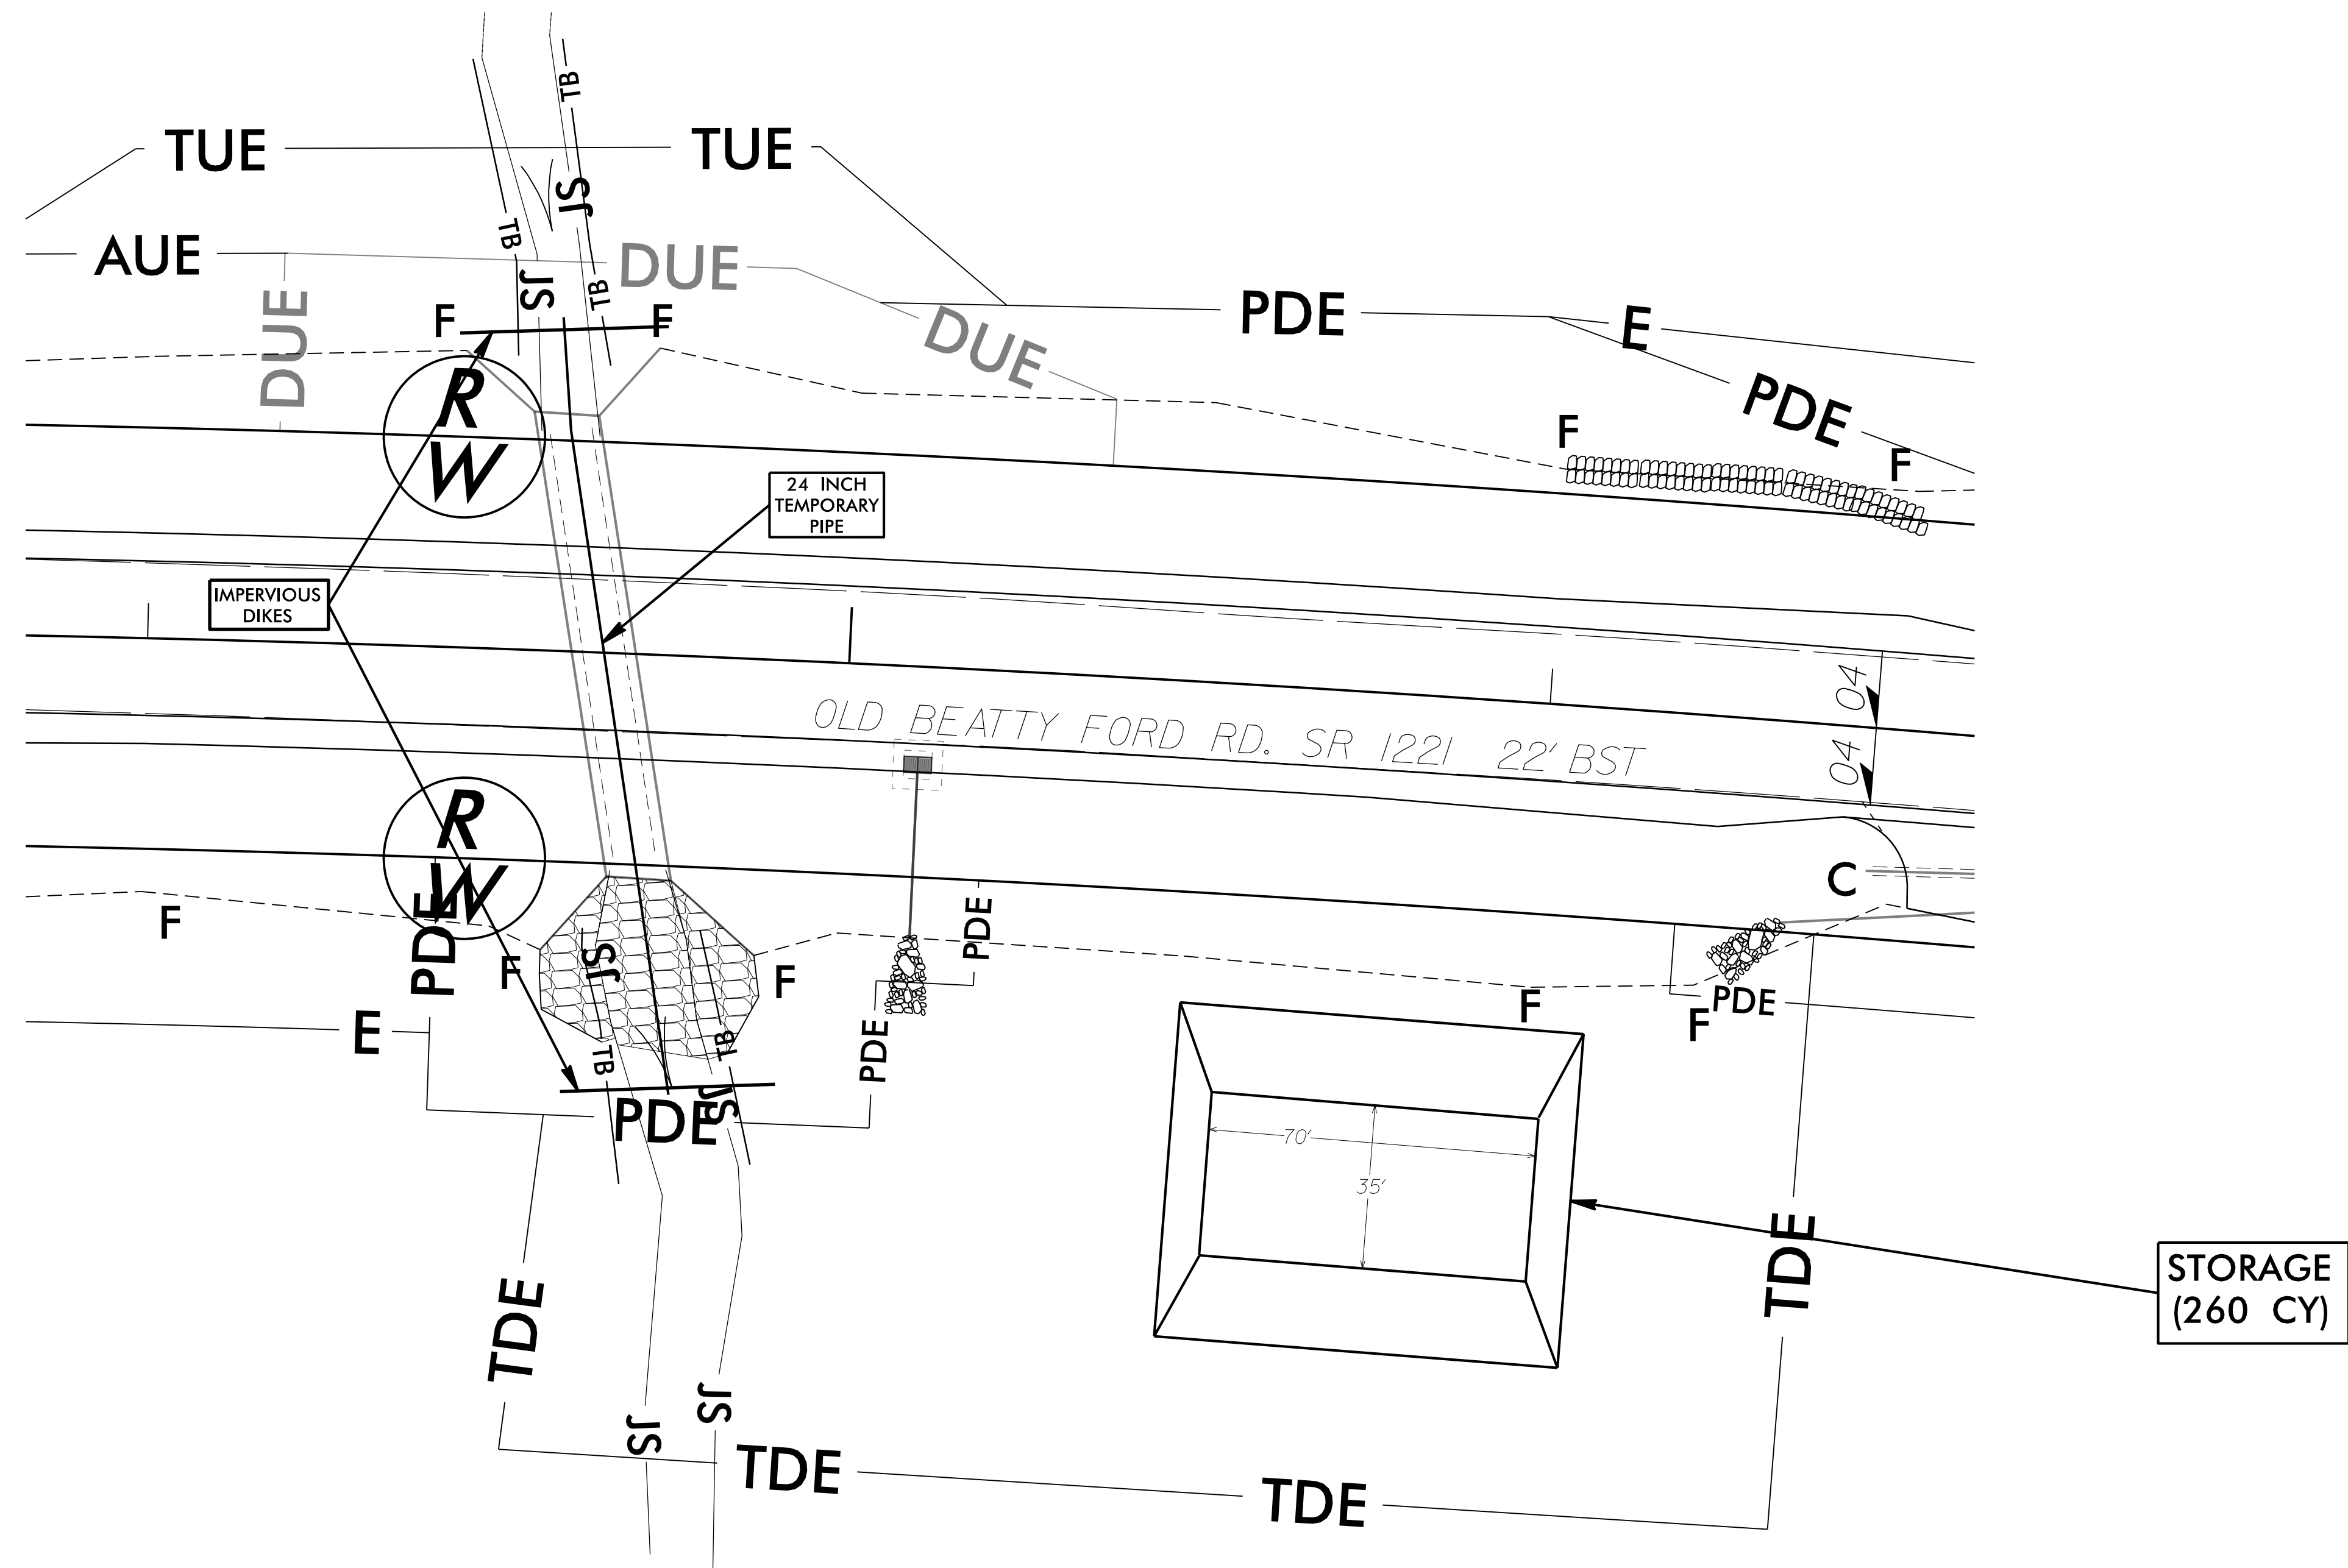 TB
TUE
TUE
JS
TB
AUE
DUE
JS
TB
DUE
F
F
PDE
E
DUE
PDE
R
W
F
F
24 INCH
TEMPORARY
PIPE
IMPERVIOUS
DIKES
04
OLD BEATTY FORD RD. SR 1221 22' BST
04
R
W
C
F
PDE
F
JS
F
PDE
F
PDE
F
E
TB
TB
PDE
JS
PDE
70'
35'
TDE
STORAGE
(260 CY)
TDE
JS
JS
TDE
TDE